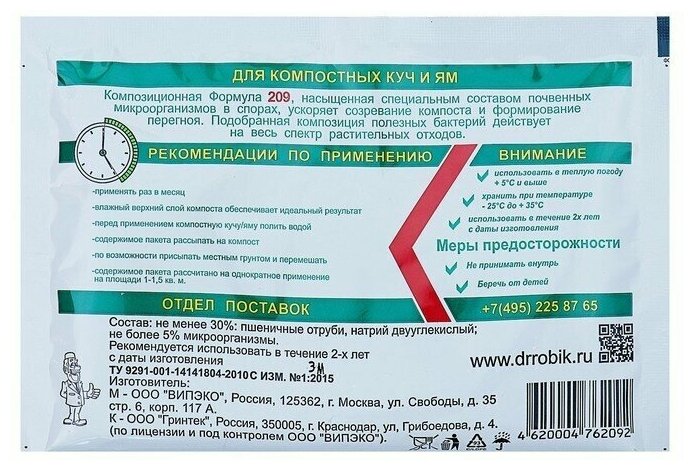 ДЛЯ КОМПОСТНЫХ КУЧ И ЯМ
Композиционная Формула 209, насыщенная специальным составом почвенных
микроорганизмов в спорах, ускоряет созревание компоста и формирование
перегноя. Подобранная композиция полезных бактерий действует
на весь спектр растительных отходов.
РЕКОМЕНДАЦИИ ПО ПРИМЕНЕНИЮ
-применять раз в месяц
-влажный верхний слой компоста обеспечивает идеальный результат
-перед применением компостную кучу/яму полить водой
-содержимое пакета рассыпать на компост
-по возможности присыпать местным грунтом и перемешать
-содержимое пакета рассчитано на однократное применение
на площади 1-1,5 кв. м.
ВНИМАНИЕ
использовать в теплую погоду
+ 5°С и выше
хранить при температуре
- 25°С до + 35°С
использовать в течение 2х лет
с даты изготовления
Меры предосторожности
Не принимать внутрь
Беречь от детей
ОТДЕЛ ПОСТАВОК
+7(495) 225 87 65
Состав: не менее 30%: пшеничные отруби, натрий двууглекислый;
не более 5% микроорганизмы.
Рекомендуется использовать в течение 2-х лет
с даты изготовления
ЗМ
ТУ 9291-001-14141804-2010 С ИЗМ. №1:2015
Изготовитель:
М - ООО "ВИПЭКО", Россия, 125362, г. Москва, ул. Свободы, д. 35
стр. 6, корп. 117 А.
К - ООО "Гринтек", Россия, 350005, г. Краснодар, ул. Грибоедова, д. 4.
(по лицензии и под контролем ООО "ВИПЭКО")
www.drrobik.ru
4 620004 762092